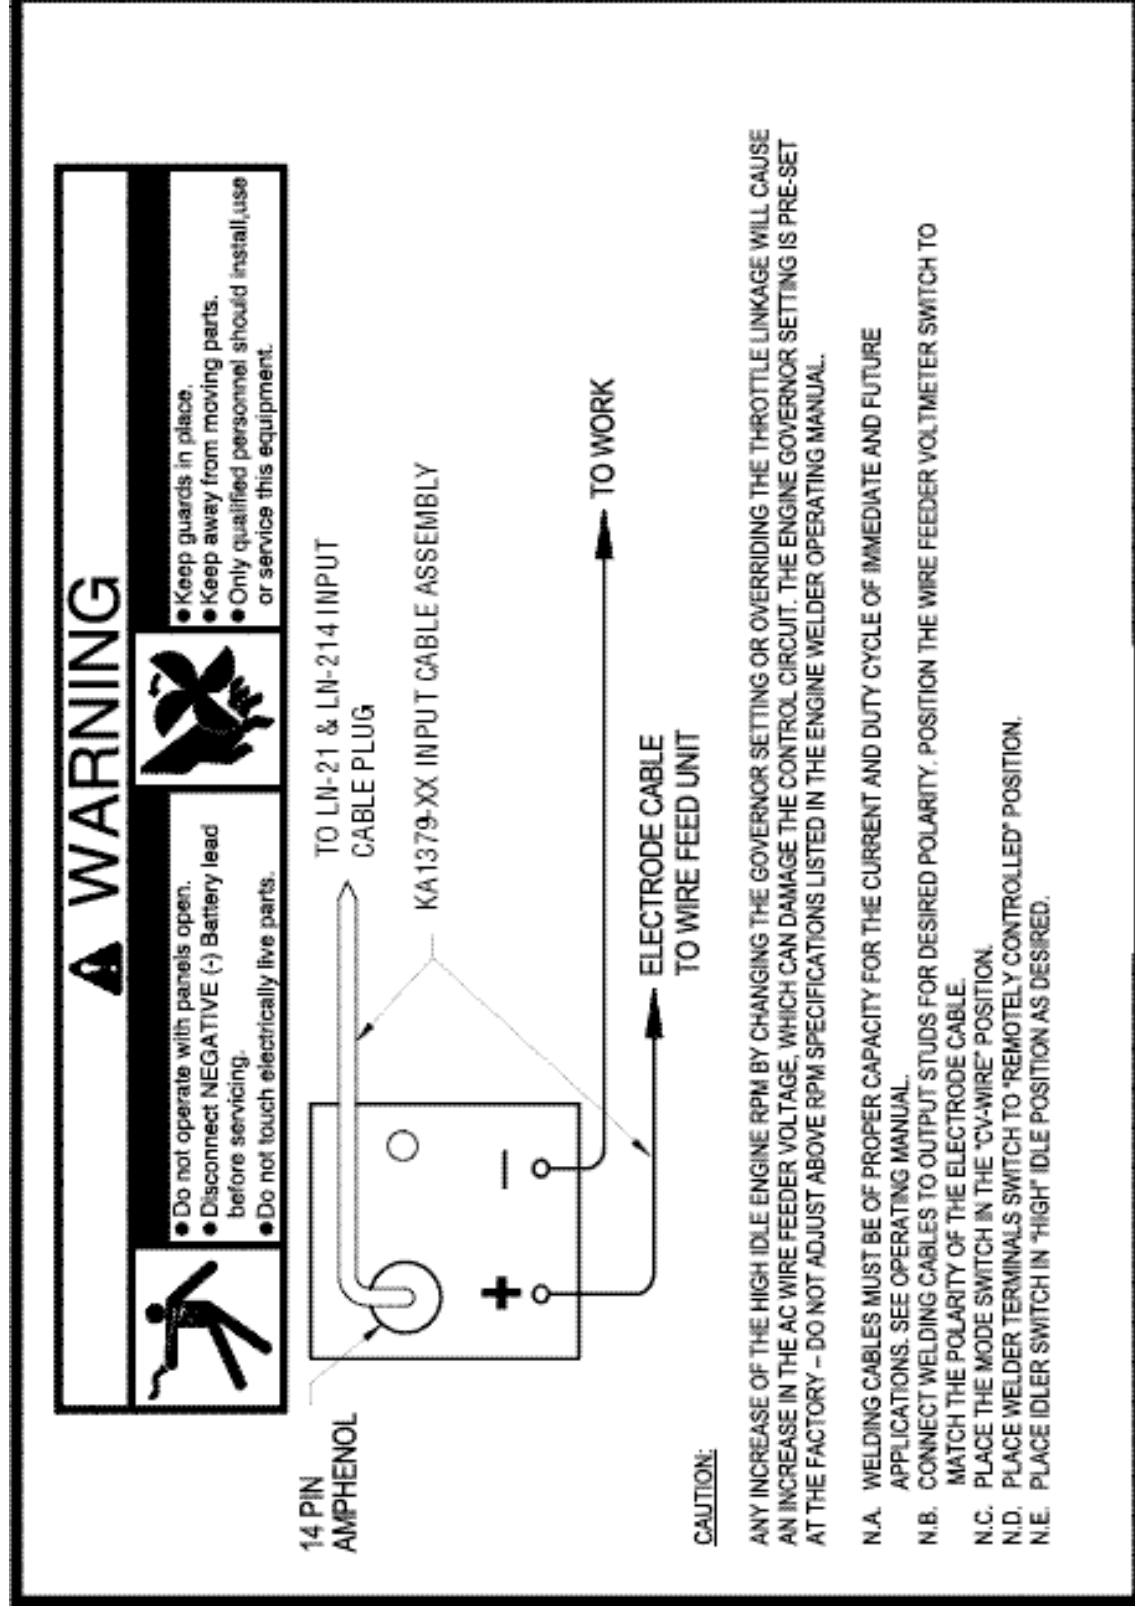 WARNING
●Do not operate with panels open.
●Disconnect NEGATIVE (-) Battery lead
before servicing.
●Do not touch electrically live parts.
●Keep guards in place.
●Keep away from moving parts.
●Only qualified personnel should install,use
or service this equipment.
14 PIN
AMPHENOL
TO LN-21 & LN-214 INPUT
CABLE PLUG
KA1379-XX INPUT CABLE ASSEMBLY
+
−
TO WORK
ELECTRODE CABLE
TO WIRE FEED UNIT
CAUTION:
ANY INCREASE OF THE HIGH IDLE ENGINE RPM BY CHANGING THE GOVERNOR SETTING OR OVERRIDING THE THROTTLE LINKAGE WILL CAUSE
AN INCREASE IN THE AC WIRE FEEDER VOLTAGE, WHICH CAN DAMAGE THE CONTROL CIRCUIT. THE ENGINE GOVERNOR SETTING IS PRE-SET
AT THE FACTORY – DO NOT ADJUST ABOVE RPM SPECIFICATIONS LISTED IN THE ENGINE WELDER OPERATING MANUAL.
N.A. WELDING CABLES MUST BE OF PROPER CAPACITY FOR THE CURRENT AND DUTY CYCLE OF IMMEDIATE AND FUTURE
APPLICATIONS. SEE OPERATING MANUAL.
N.B. CONNECT WELDING CABLES TO OUTPUT STUDS FOR DESIRED POLARITY. POSITION THE WIRE FEEDER VOLTMETER SWITCH TO
MATCH THE POLARITY OF THE ELECTRODE CABLE.
N.C. PLACE THE MODE SWITCH IN THE "CV-WIRE" POSITION.
N.D. PLACE WELDER TERMINALS SWITCH TO "REMOTELY CONTROLLED" POSITION.
N.E. PLACE IDLER SWITCH IN "HIGH" IDLE POSITION AS DESIRED.